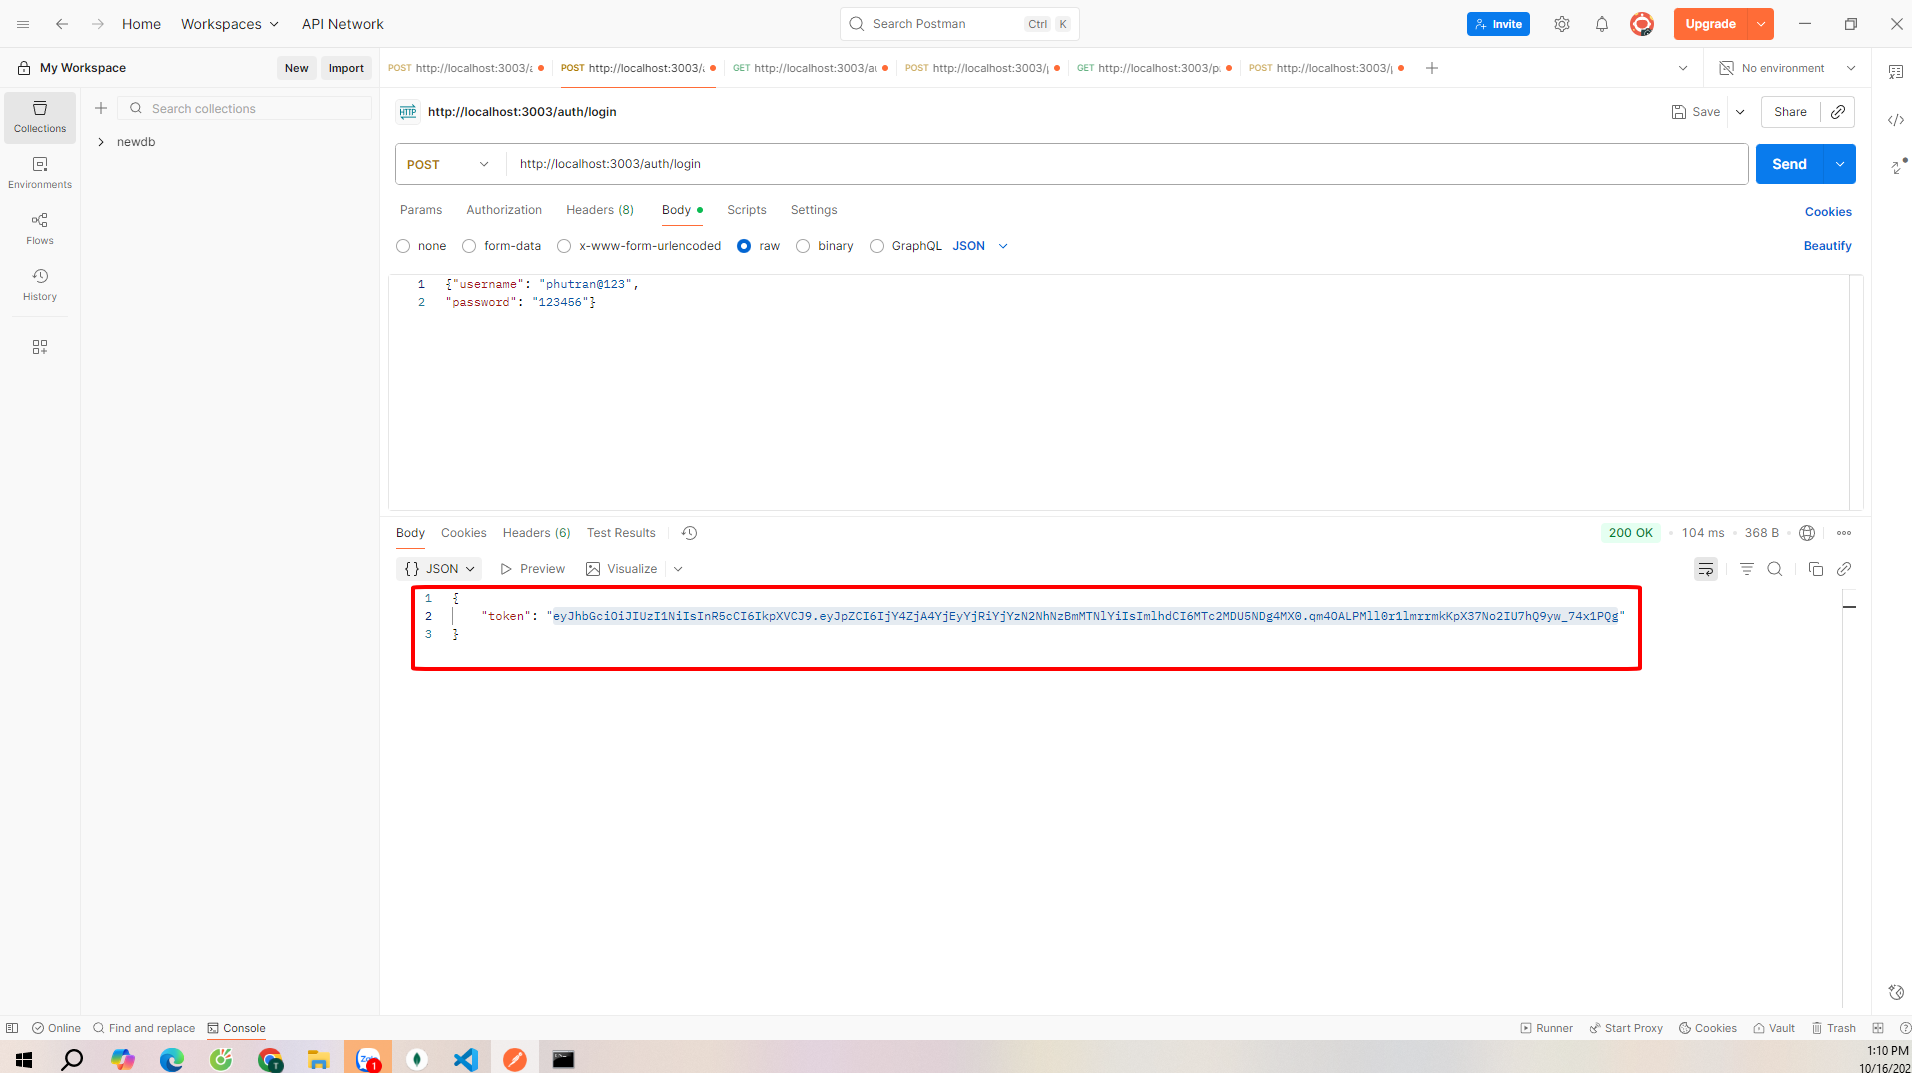 Home Workspaces API Network Search Postman Ctrl K Invite Upgrade
My Workspace New Import
POST http://localhost:3003/a POST http://localhost:3003/a GET http://localhost:3003/au POST http://localhost:3003/p GET http://localhost:3003/p POST http://localhost:3003/p No environment
Collections
Environments
Flows
History
Search collections
newdb
HTTP http://localhost:3003/auth/login Save Share
POST http://localhost:3003/auth/login Send
Params Authorization Headers (8) Body Scripts Settings Cookies
none form-data x-www-form-urlencoded raw binary GraphQL JSON Beautify
1 {"username": "phutran@123",
2 "password": "123456"}
Body Cookies Headers (6) Test Results 200 OK 104 ms 368 B
{} JSON Preview Visualize
1 {
2 "token": "eyJhbGciOiJIUzI1NiIsInR5cCI6IkpXVCJ9.eyJpZCI6IjY4ZjA4YjEyYjRiYjYzN2NhNzBmMTNlYiIsImlhdCI6MTc2MDU5NDg4MX0.qm4OALPMll0r1lmrrmkKpX37No2IU7hQ9yw_74x1PQg"
3 }
Online Find and replace Console Runner Start Proxy Cookies Vault Trash
Zalo 1
T
1:10 PM
10/16/202